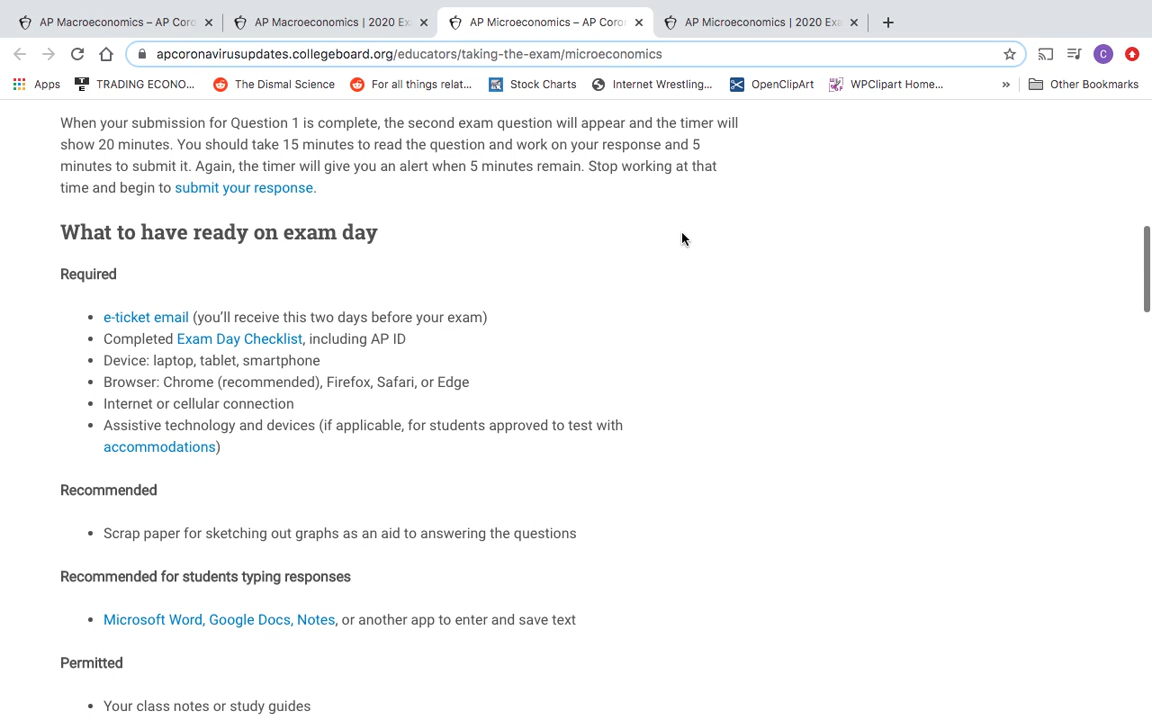 AP Macroeconomics – AP Coro
AP Macroeconomics | 2020 Ex
AP Microeconomics – AP Coro
AP Microeconomics | 2020 Exa
apcoronavirusupdates.collegeboard.org/educators/taking-the-exam/microeconomics
C
Apps
TRADING ECONO...
The Dismal Science
For all things relat...
Stock Charts
Internet Wrestling...
OpenClipArt
WPClipart Home...
»
Other Bookmarks
When your submission for Question 1 is complete, the second exam question will appear and the timer will
show 20 minutes. You should take 15 minutes to read the question and work on your response and 5
minutes to submit it. Again, the timer will give you an alert when 5 minutes remain. Stop working at that
time and begin to submit your response.
What to have ready on exam day
Required
• e-ticket email (you’ll receive this two days before your exam)
• Completed Exam Day Checklist, including AP ID
• Device: laptop, tablet, smartphone
• Browser: Chrome (recommended), Firefox, Safari, or Edge
• Internet or cellular connection
• Assistive technology and devices (if applicable, for students approved to test with
accommodations)
Recommended
• Scrap paper for sketching out graphs as an aid to answering the questions
Recommended for students typing responses
• Microsoft Word, Google Docs, Notes, or another app to enter and save text
Permitted
• Your class notes or study guides